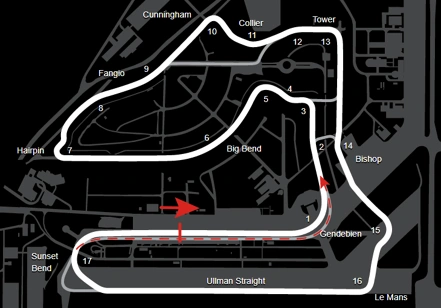 Cunningham
Collier
Tower
10
11
12
13
9
Fangio
8
5
4
3
6
Big Bend
2
14
Bishop
Hairpin
7
1
Gendebien
15
Sunset
Bend
17
Ullman Straight
16
Le Mans